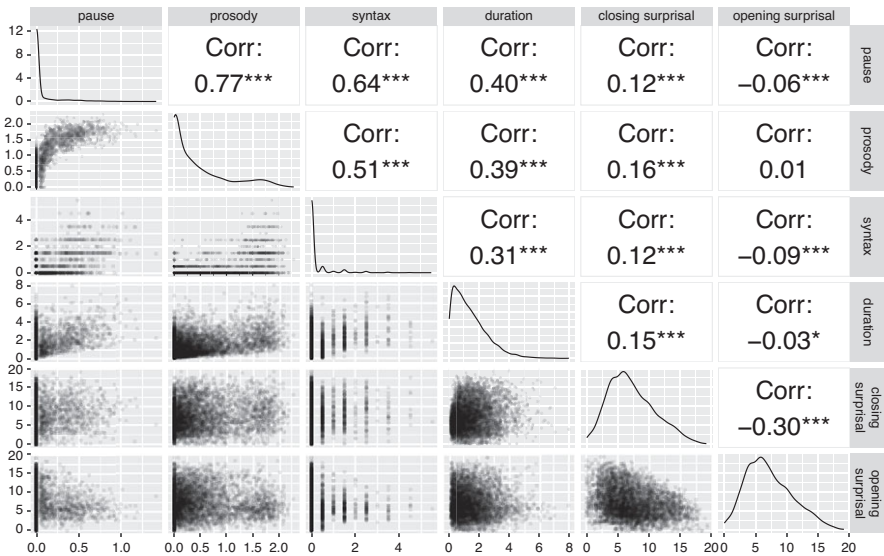 pause prosody syntax duration closing surprisal opening surprisal
12
8
4
0
Corr: Corr: Corr: Corr: Corr:
0.77*** 0.64*** 0.40*** 0.12*** −0.06***
pause
2.0
1.5
1.0
0.5
0.0
Corr: Corr: Corr: Corr:
0.51*** 0.39*** 0.16*** 0.01
prosody
4
2
0
Corr: Corr: Corr:
0.31*** 0.12*** −0.09***
syntax
8
6
4
2
0
Corr: Corr:
0.15*** −0.03*
duration
20
15
10
5
0
Corr:
−0.30***
closing
surprisal
20
15
10
5
0
opening
surprisal
0.0 0.5 1.0 0.0 0.5 1.0 1.5 2.0 0 2 4 0 2 4 6 8 0 5 10 15 20 0 5 10 15 20